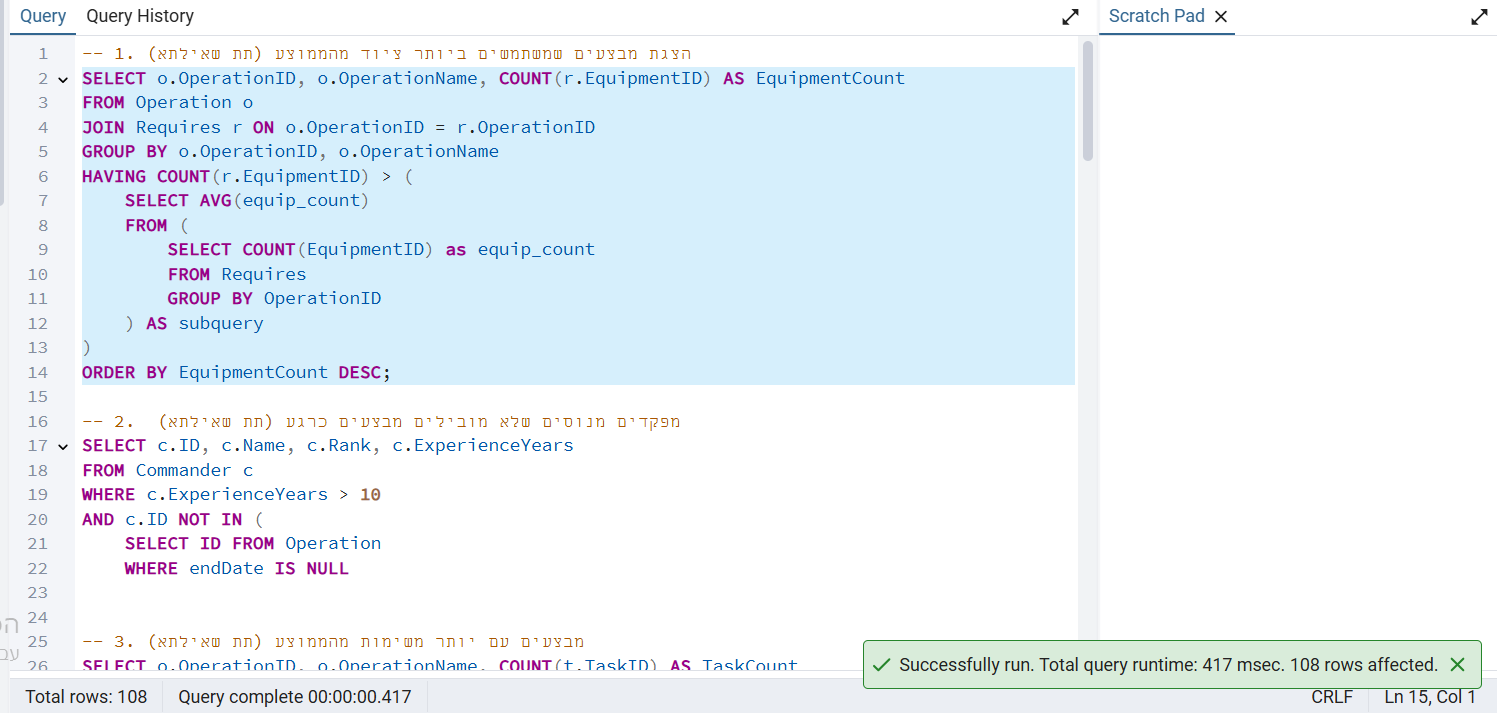 Query Query History
Scratch Pad
1 -- 1. הצגת מבצעים שמשתמשים ביותר ציוד מהממוצע (תת שאילתא)
2 SELECT o.OperationID, o.OperationName, COUNT(r.EquipmentID) AS EquipmentCount
3 FROM Operation o
4 JOIN Requires r ON o.OperationID = r.OperationID
5 GROUP BY o.OperationID, o.OperationName
6 HAVING COUNT(r.EquipmentID) > (
7 SELECT AVG(equip_count)
8 FROM (
9 SELECT COUNT(EquipmentID) as equip_count
10 FROM Requires
11 GROUP BY OperationID
12 ) AS subquery
13 )
14 ORDER BY EquipmentCount DESC;
15
16 -- 2. מפקדים מנוסים שלא מובילים מבצעים כרגע (תת שאילתא)
17 SELECT c.ID, c.Name, c.Rank, c.ExperienceYears
18 FROM Commander c
19 WHERE c.ExperienceYears > 10
20 AND c.ID NOT IN (
21 SELECT ID FROM Operation
22 WHERE endDate IS NULL
23
24
25 -- 3. מבצעים עם יותר משימות מהממוצע (תת שאילתא)
26 SELECT o.OperationID, o.OperationName, COUNT(t.TaskID) AS TaskCount
Successfully run. Total query runtime: 417 msec. 108 rows affected.
Total rows: 108 Query complete 00:00:00.417 CRLF Ln 15, Col 1